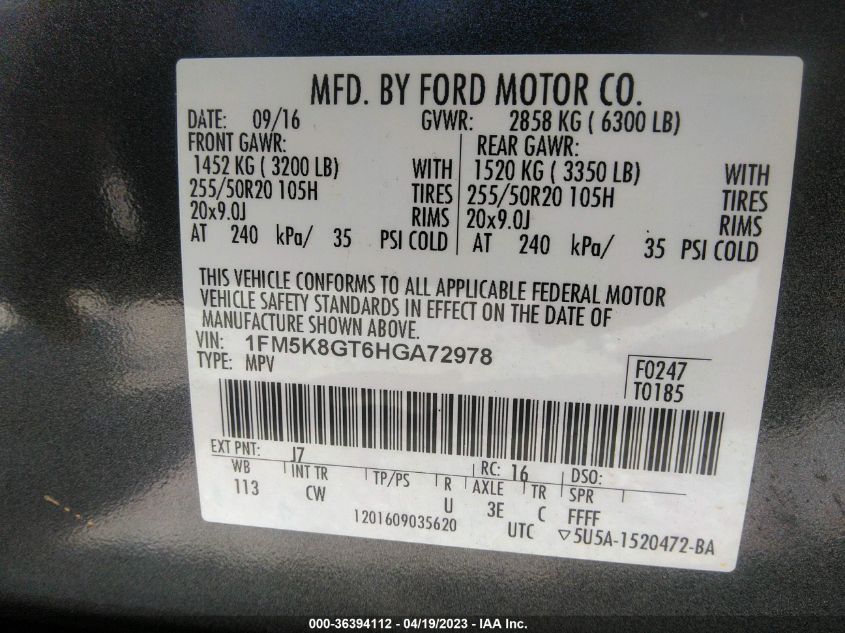 MFD. BY FORD MOTOR CO.
DATE: 09/16 GVWR: 2858 KG ( 6300 LB)
FRONT GAWR: REAR GAWR:
1452 KG ( 3200 LB) WITH 1520 KG ( 3350 LB) WITH
255/50R20 105H TIRES 255/50R20 105H TIRES
20x9.0J RIMS 20x9.0J RIMS
AT 240 kPa/ 35 PSI COLD AT 240 kPa/ 35 PSI COLD
THIS VEHICLE CONFORMS TO ALL APPLICABLE FEDERAL MOTOR
VEHICLE SAFETY STANDARDS IN EFFECT ON THE DATE OF
MANUFACTURE SHOWN ABOVE.
VIN: 1FM5K8GT6HGA72978
TYPE: MPV
F0247
T0185
EXT PNT: J7 RC: 16 DSO:
WB INT TR TP/PS R AXLE TR SPR
113 CW U 3E C FFFF
1201609035620 UTC ▽5U5A-1520472-BA
000-36394112 - 04/19/2023 - IAA Inc.